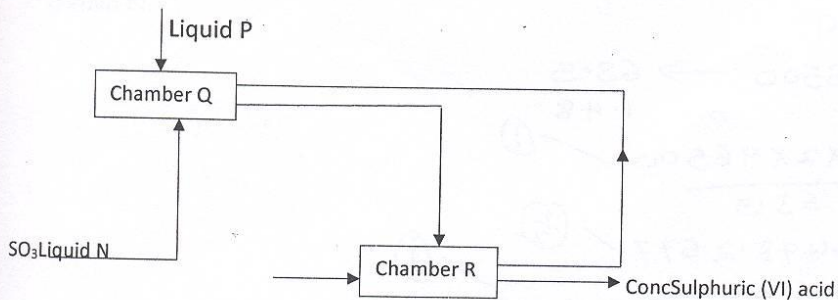 Liquid P
Chamber Q
SO₃Liquid N
Chamber R
ConcSulphuric (VI) acid